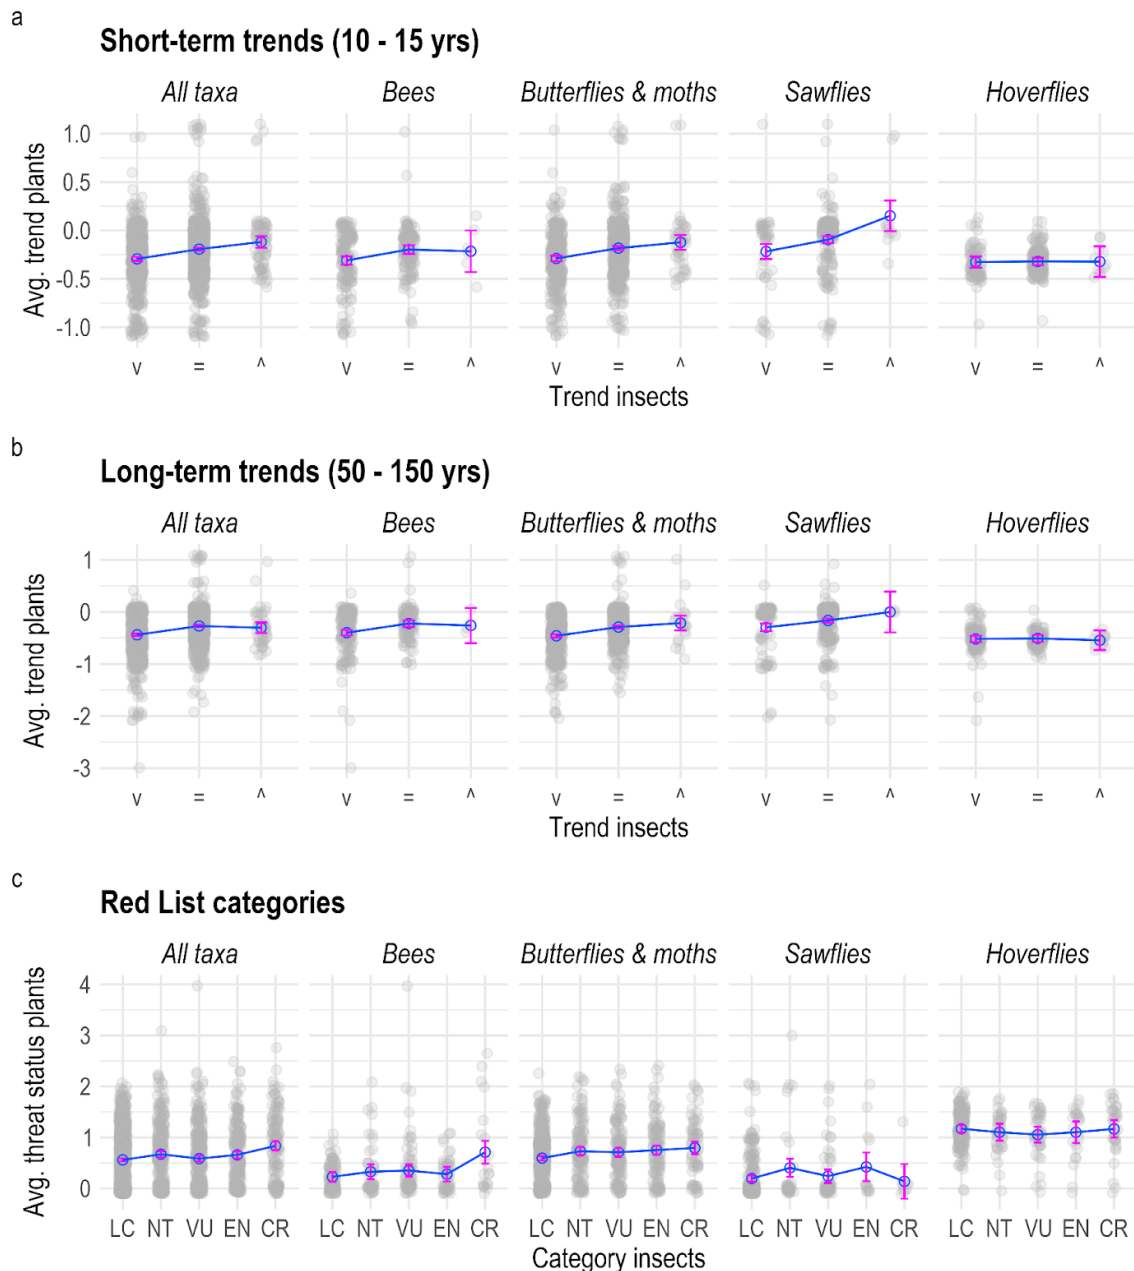 a
Short-term trends (10 - 15 yrs)
All taxa Bees Butterflies & moths Sawflies Hoverflies
Avg. trend plants
1.0
0.5
0.0
-0.5
-1.0
v = ^ v = ^ v = ^ v = ^ v = ^
Trend insects
b
Long-term trends (50 - 150 yrs)
All taxa Bees Butterflies & moths Sawflies Hoverflies
Avg. trend plants
1
0
-1
-2
-3
v = ^ v = ^ v = ^ v = ^ v = ^
Trend insects
c
Red List categories
All taxa Bees Butterflies & moths Sawflies Hoverflies
Avg. threat status plants
4
3
2
1
0
LC NT VU EN CR LC NT VU EN CR LC NT VU EN CR LC NT VU EN CR LC NT VU EN CR
Category insects